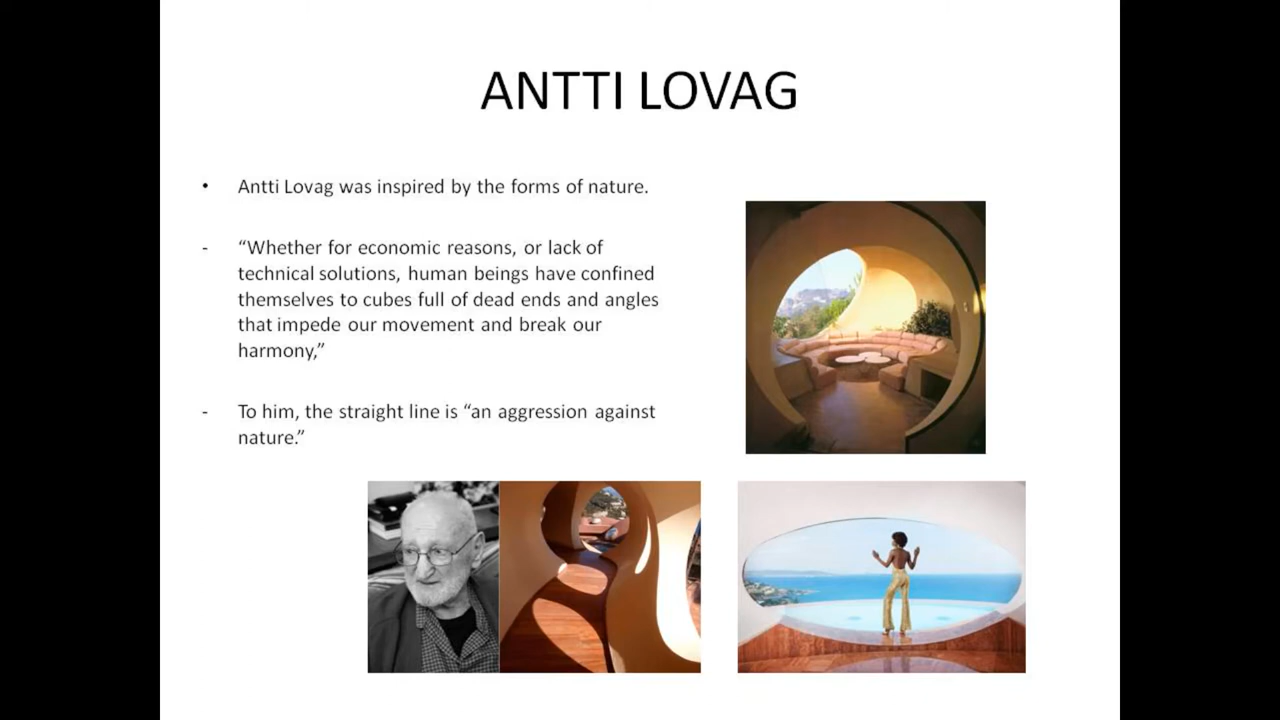 ANTTI LOVAG
• Antti Lovag was inspired by the forms of nature.
- “Whether for economic reasons, or lack of
technical solutions, human beings have confined
themselves to cubes full of dead ends and angles
that impede our movement and break our
harmony,”
- To him, the straight line is “an aggression against
nature.”